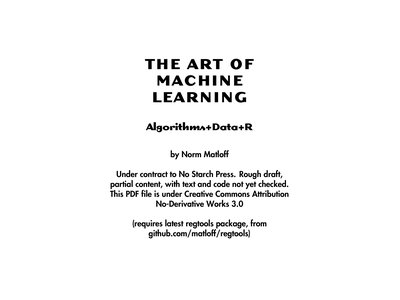 THE ART OF
MACHINE
LEARNING
Algorithms+Data+R
by Norm Matloff
Under contract to No Starch Press. Rough draft,
partial content, with text and code not yet checked.
This PDF file is under Creative Commons Attribution
No-Derivative Works 3.0
(requires latest regtools package, from
github.com/matloff/regtools)